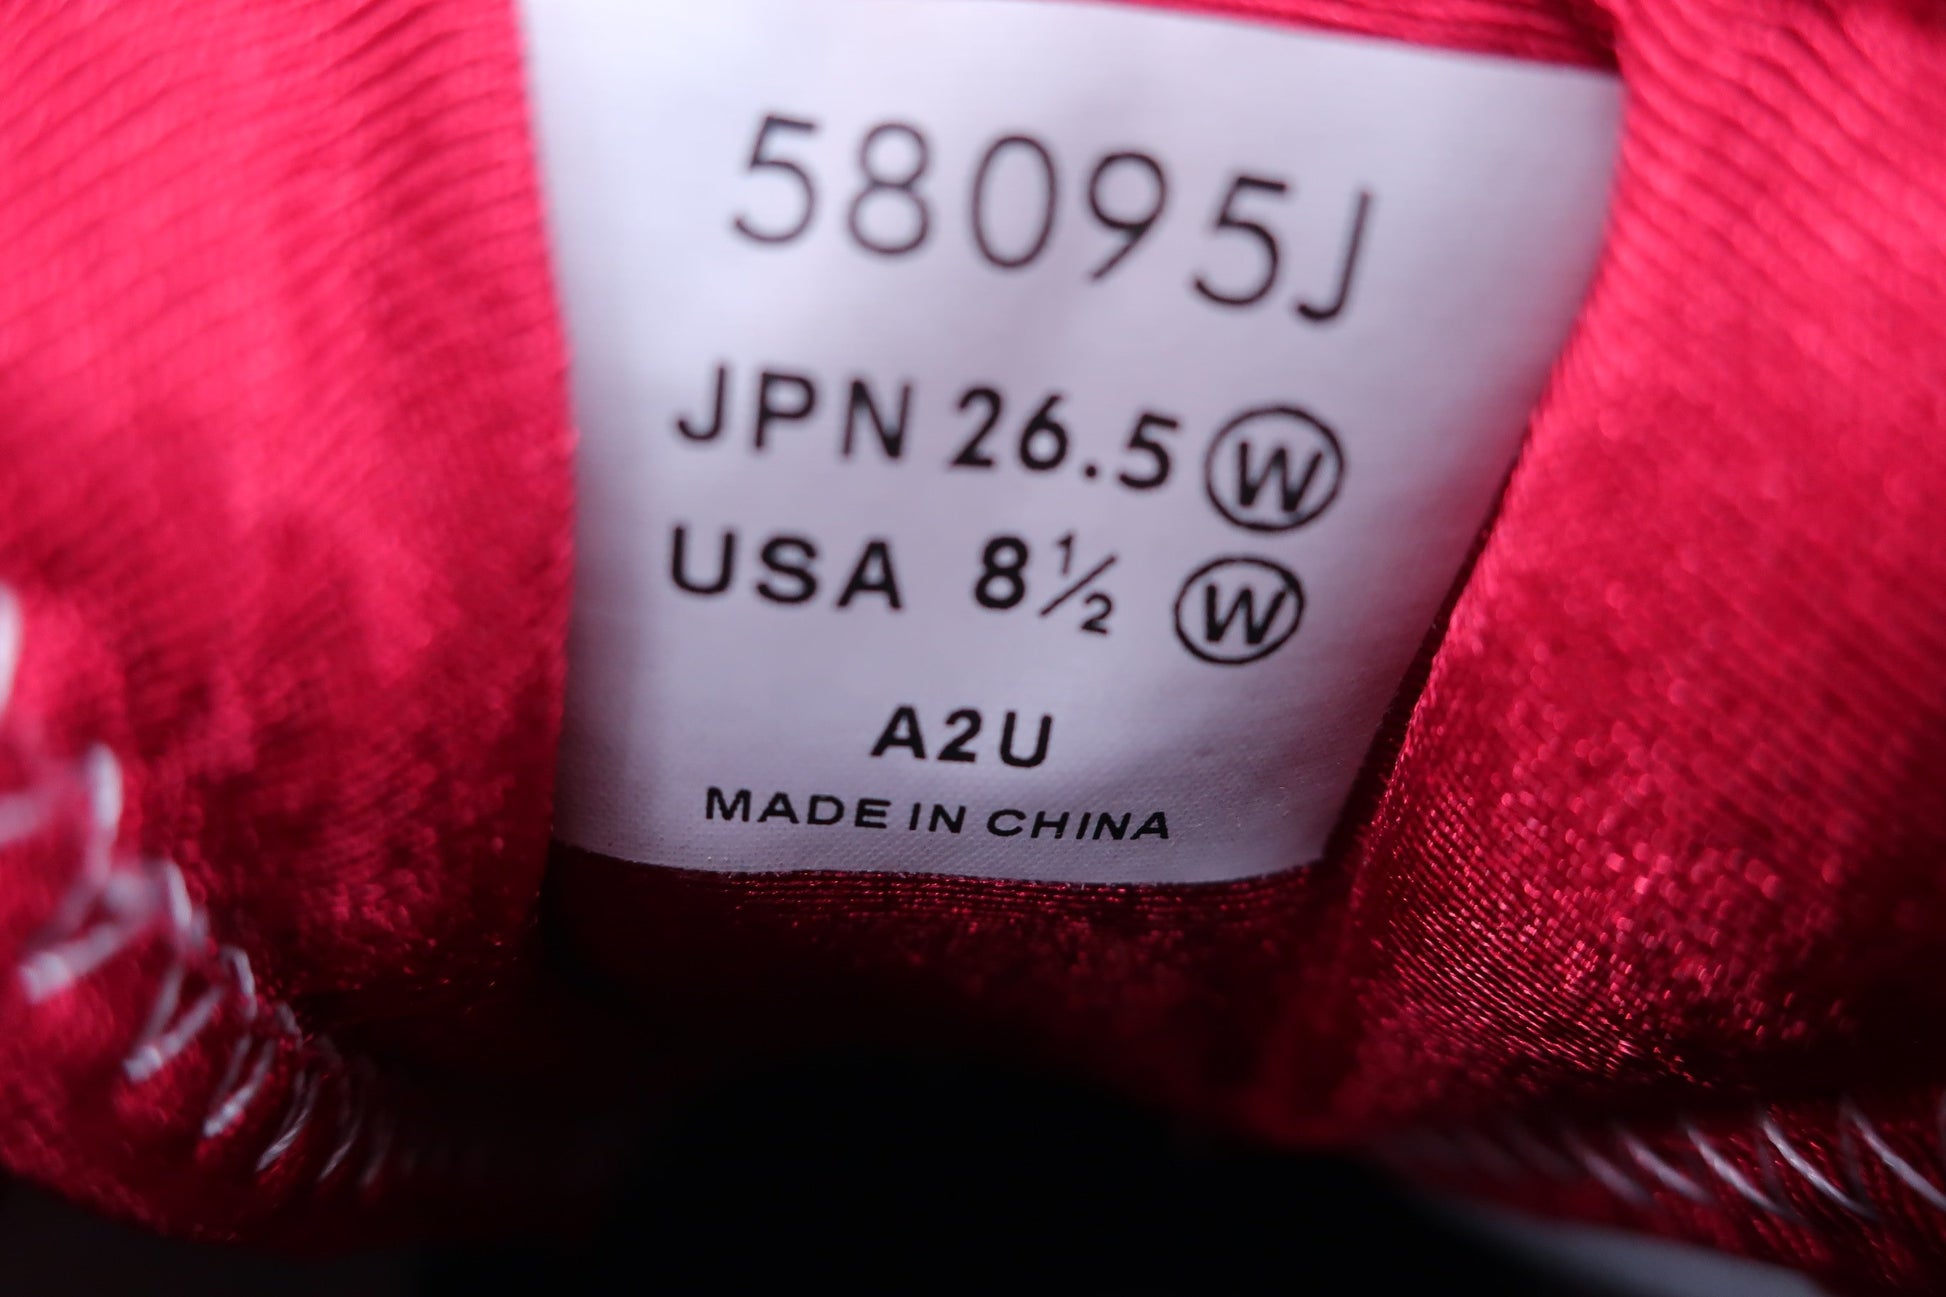 58095J
JPN 26.5 Ⓦ
USA 8½ Ⓦ
A2U
MADE IN CHINA